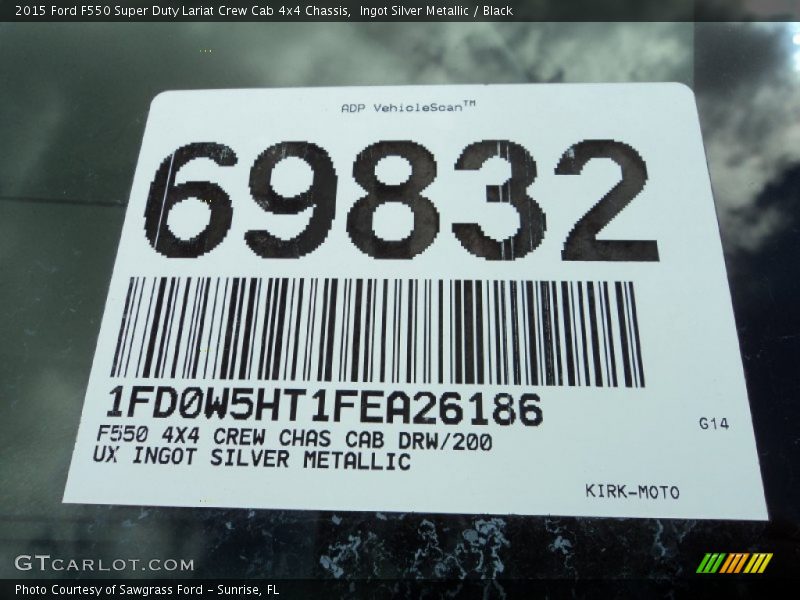 2015 Ford F550 Super Duty Lariat Crew Cab 4x4 Chassis,  Ingot Silver Metallic / Black
ADP VehicleScan™
69832
1FD0W5HT1FEA26186
F550 4X4 CREW CHAS CAB DRW/200
UX INGOT SILVER METALLIC
G14
KIRK-MOTO
GTCARLOT.COM
Photo Courtesy of Sawgrass Ford - Sunrise, FL